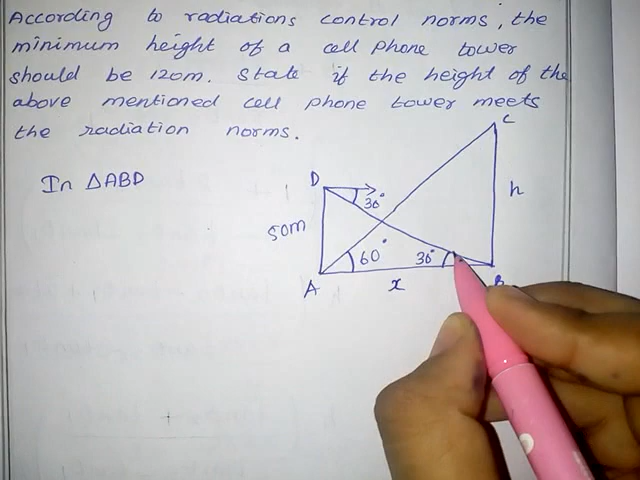 According to radiations control norms, the
minimum height of a cell phone tower
should be 120m. State if the height of the
above mentioned cell phone tower meets
the radiation norms.
In △ABD
C
D
30°
h
50m
60°
30°
A
x
B